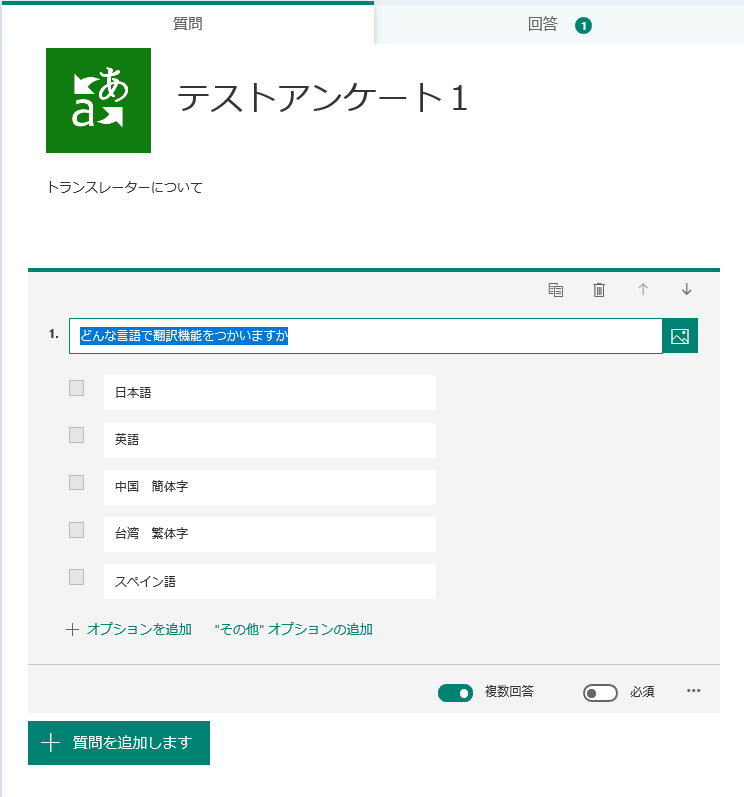 質問
回答 1
あ
a
テストアンケート１
トランスレーターについて
1. どんな言語で翻訳機能をつかいますか
日本語
英語
中国　簡体字
台湾　繁体字
スペイン語
オプションを追加 "その他" オプションの追加
複数回答 必須
質問を追加します